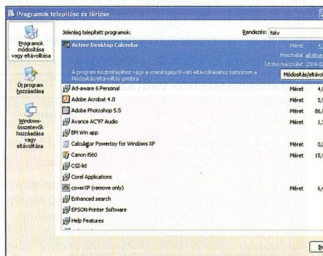 Programok telepítése és törlése
Programok módosítása vagy eltávolítása
Új program hozzáadása
Windows-összetevők hozzáadása vagy eltávolítása
Jelenleg telepített programok:
Rendezés: Név
Active Desktop Calendar
Méret
Használat
Utolsó használat
A program módosításához vagy a számítógépről való eltávolításához kattintson a Módosítás/eltávolítás gombra.
Ad-aware 6 Personal
Méret
Adobe Acrobat 4.0
Méret
Adobe Photoshop 5.5
Méret
Avance AC'97 Audio
Méret
BM Win app
Calculator Powertoy for Windows XP
Méret
Canon i560
Méret
Corel Applications
coverXP (remove only)
Méret
Enhanced search
EPSON Printer Software
Help Features